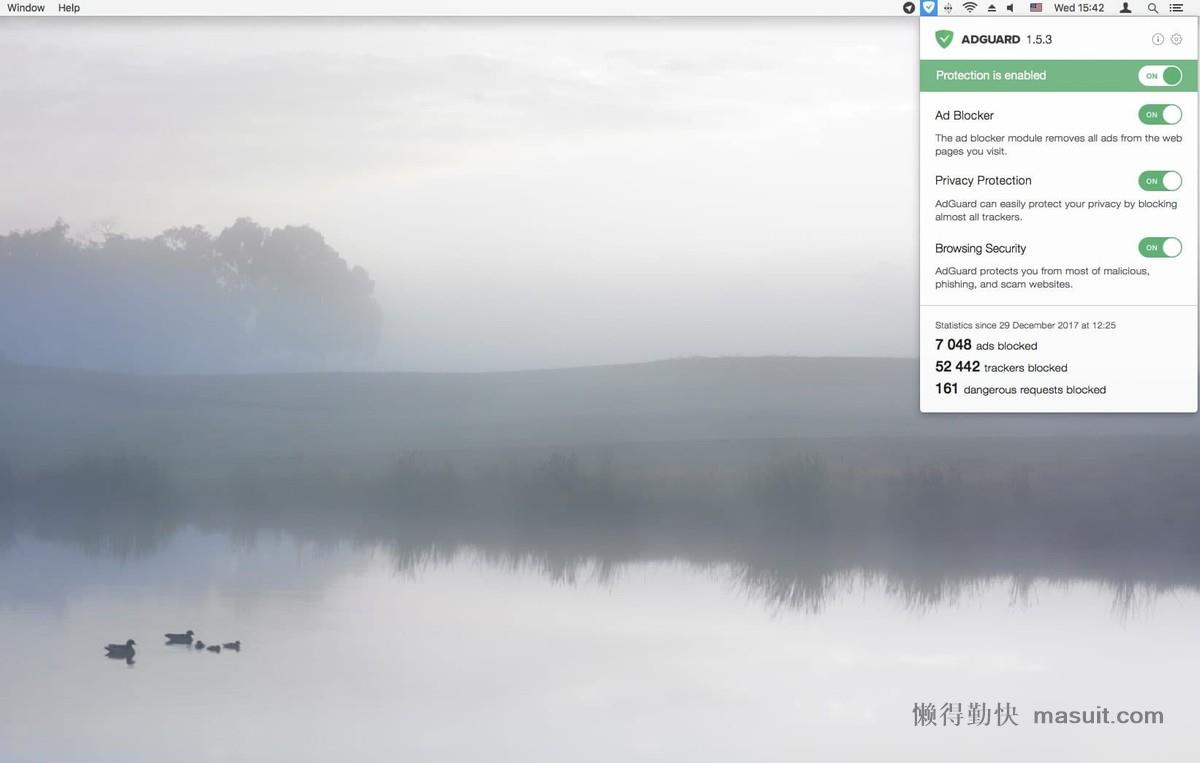 Window Help
Wed 15:42
ADGUARD 1.5.3
Protection is enabled
ON
Ad Blocker
ON
The ad blocker module removes all ads from the web
pages you visit.
Privacy Protection
ON
AdGuard can easily protect your privacy by blocking
almost all trackers.
Browsing Security
ON
AdGuard protects you from most of malicious,
phishing, and scam websites.
Statistics since 29 December 2017 at 12:25
7 048 ads blocked
52 442 trackers blocked
161 dangerous requests blocked
懒得勤快 masuit.com